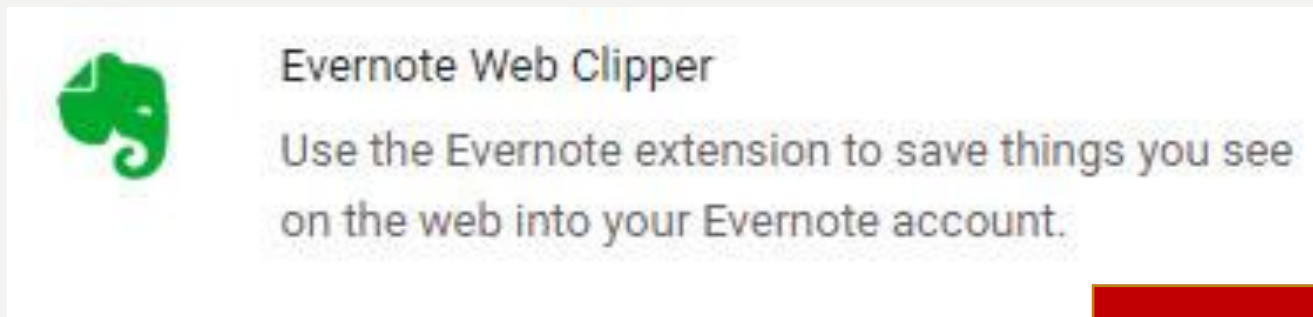 Evernote Web Clipper
Use the Evernote extension to save things you see
on the web into your Evernote account.